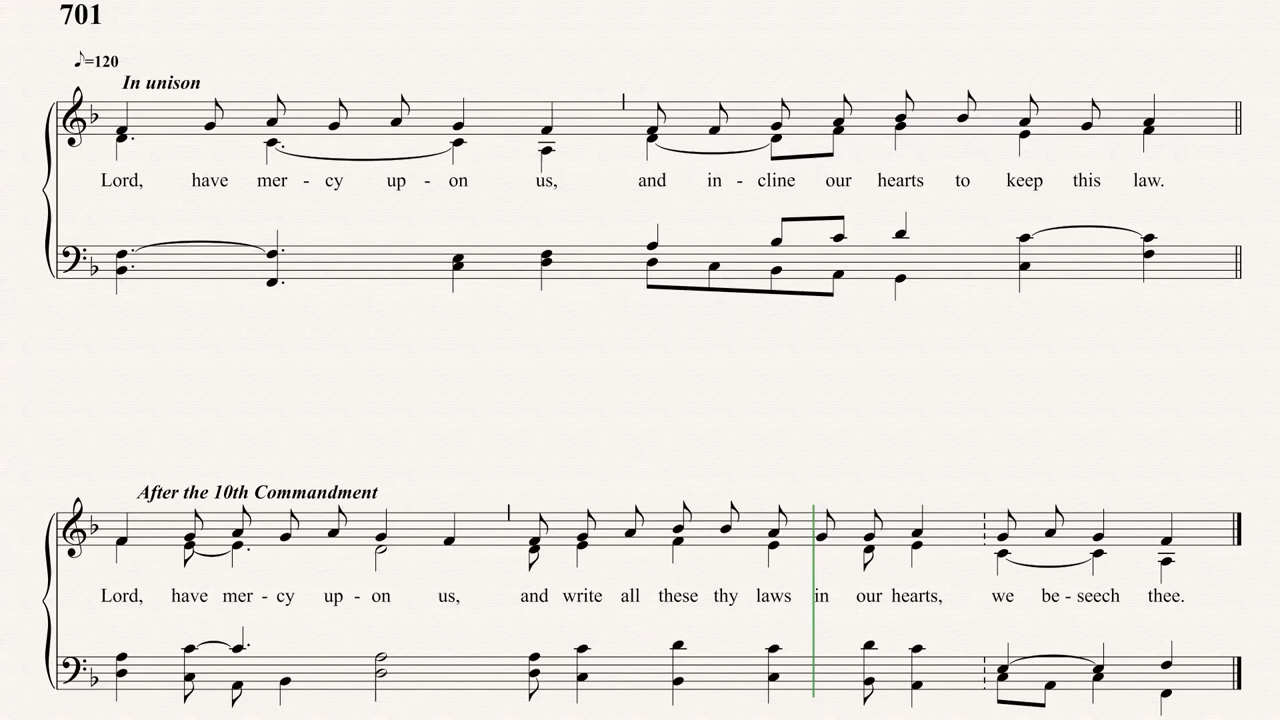 701
♪=120
In unison
Lord, have mer - cy up - on us, and in - cline our hearts to keep this law.
After the 10th Commandment
Lord, have mer - cy up - on us, and write all these thy laws in our hearts, we be - seech thee.